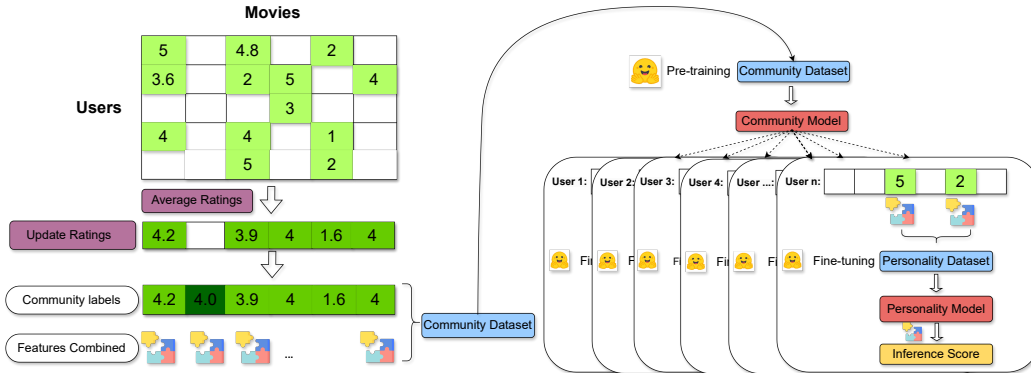 Movies
Users
5 4.8 2
3.6 2 5 4
3
4 4 1
5 2
Average Ratings
Update Ratings
4.2 3.9 4 1.6 4
Community labels
4.2 4.0 3.9 4 1.6 4
Features Combined
...
Community Dataset
Pre-training
Community Dataset
Community Model
User 1:
User 2:
User 3:
User 4:
User ...:
User n:
5 2
Fir
Fi
Fi
Fir
Fi
Fine-tuning
Personality Dataset
Personality Model
Inference Score